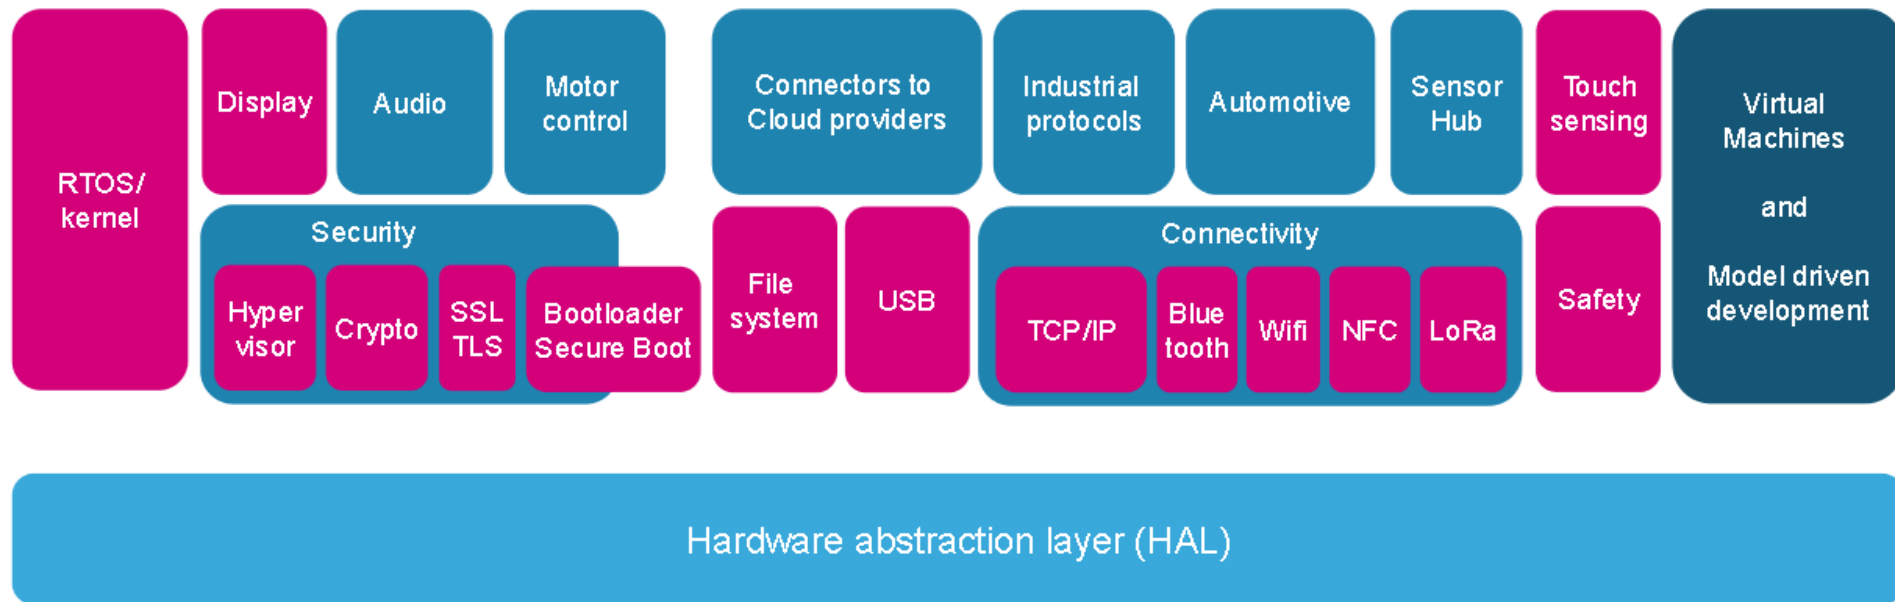 RTOS/
kernel
Display
Audio
Motor
control
Connectors to
Cloud providers
Industrial
protocols
Automotive
Sensor
Hub
Touch
sensing
Virtual
Machines
and
Model driven
development
Security
Hyper
visor
Crypto
SSL
TLS
Bootloader
Secure Boot
File
system
USB
Connectivity
TCP/IP
Blue
tooth
Wifi
NFC
LoRa
Safety
Hardware abstraction layer (HAL)